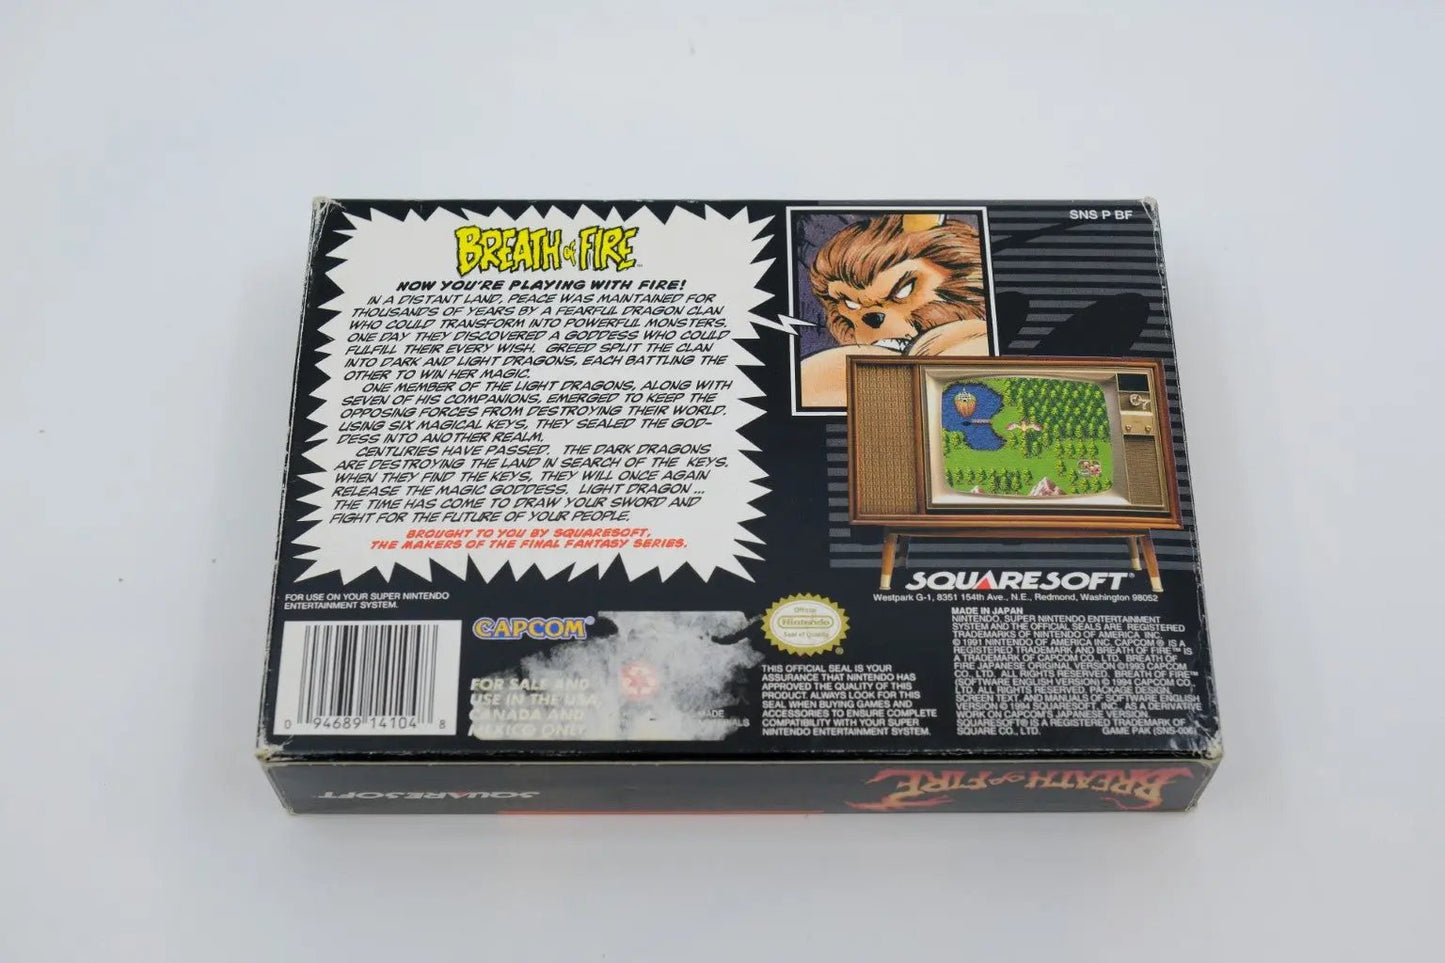 BREATH OF FIRE™
NOW YOU'RE PLAYING WITH FIRE!
IN A DISTANT LAND, PEACE WAS MAINTAINED FOR
THOUSAND'S OF YEARS BY A FEARFUL DRAGON CLAN
WHO COULD TRANSFORM INTO POWERFUL MONSTERS.
ONE DAY THEY DISCOVERED A GODDESS WHO COULD
FULFILL THEIR EVERY WISH. GREED SPLIT THE CLAN
INTO DARK AND LIGHT DRAGONS, EACH BATTLING THE
OTHER TO WIN HER MAGIC.
ONE MEMBER OF THE LIGHT DRAGONS, ALONG WITH
SEVEN OF HIS COMPANIONS, EMERGED TO KEEP THE
OPPOSING FORCES FROM DESTROYING THEIR WORLD.
USING SIX MAGICAL KEYS, THEY SEALED THE GOD-
DESS INTO ANOTHER REALM.
CENTURIES HAVE PASSED. THE DARK DRAGONS
ARE DESTROYING THE LAND IN SEARCH OF THE KEYS.
WHEN THEY FIND THE KEYS, THEY WILL ONCE AGAIN
RELEASE THE MAGIC GODDESS. LIGHT DRAGON ...
THE TIME HAS COME TO DRAW YOUR SWORD AND
FIGHT FOR THE FUTURE OF YOUR PEOPLE.
BROUGHT TO YOU BY SQUARESOFT,
THE MAKERS OF THE FINAL FANTASY SERIES.
SNS P BF
SQUARESOFT®
Westpark G-1, 8351 154th Ave., N.E., Redmond, Washington 98052
FOR USE ON YOUR SUPER NINTENDO
ENTERTAINMENT SYSTEM.
0 94689 14104 8
CAPCOM®
FOR SALE AND
USE IN THE USA,
CANADA AND
MEXICO ONLY
MADE
Official
Nintendo
Seal of Quality
®
THIS OFFICIAL SEAL IS YOUR
ASSURANCE THAT NINTENDO HAS
APPROVED THE QUALITY OF THIS
PRODUCT. ALWAYS LOOK FOR THIS
SEAL WHEN BUYING GAMES AND
ACCESSORIES TO ENSURE COMPLETE
COMPATIBILITY WITH YOUR SUPER
NINTENDO ENTERTAINMENT SYSTEM.
MADE IN JAPAN
NINTENDO, SUPER NINTENDO ENTERTAINMENT
SYSTEM AND THE OFFICIAL SEALS ARE REGISTERED
TRADEMARKS OF NINTENDO OF AMERICA INC.
© 1991 NINTENDO OF AMERICA INC. CAPCOM ® IS A
REGISTERED TRADEMARK AND BREATH OF FIRE™ IS
A TRADEMARK OF CAPCOM CO., LTD. BREATH OF
FIRE JAPANESE ORIGINAL VERSION ©1993 CAPCOM
CO., LTD. ALL RIGHTS RESERVED. BREATH OF FIRE™
(SOFTWARE ENGLISH VERSION) © 1994 CAPCOM CO.,
LTD. ALL RIGHTS RESERVED. PACKAGE DESIGN,
SCREEN TEXT, AND MANUALS OF SOFTWARE ENGLISH
VERSION © 1994 SQUARESOFT, INC. AS A DERIVATIVE
WORK ON CAPCOM'S JAPANESE VERSION.
SQUARESOFT® IS A REGISTERED TRADEMARK OF
SQUARE CO., LTD. GAME PAK (SNS-006)
SQUARESOFT
BREATH OF FIRE